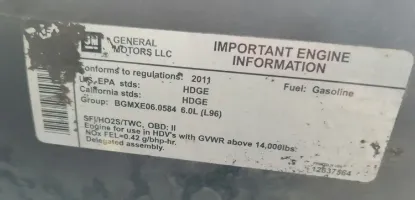 GM
GENERAL
MOTORS LLC
IMPORTANT ENGINE
INFORMATION
Conforms to regulations: 2011
US EPA stds: HDGE
Fuel: Gasoline
California stds: HDGE
Group: BGMXE06.0584 6.0L (L96)
SFI/HO2S/TWC, OBD: II
Engine for use in HDV's with GVWR above 14,000lbs:
NOx FEL=0.42 g/bhp-hr.
Delegated assembly.
12637564